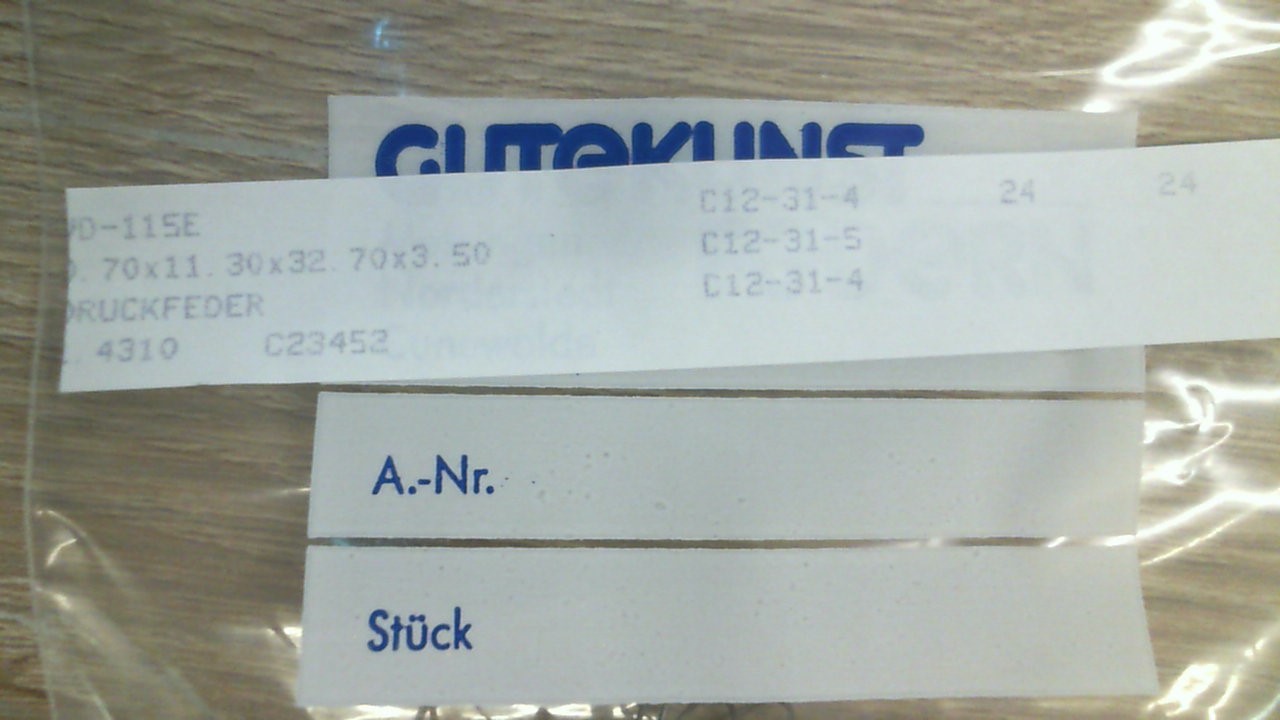 GUTEKUNST
D-115E
70x11.30x32.70x3.50
DRUCKFEDER
4310 C23452
C12-31-4 24 24
C12-31-5
C12-31-4
A.-Nr.
Stück